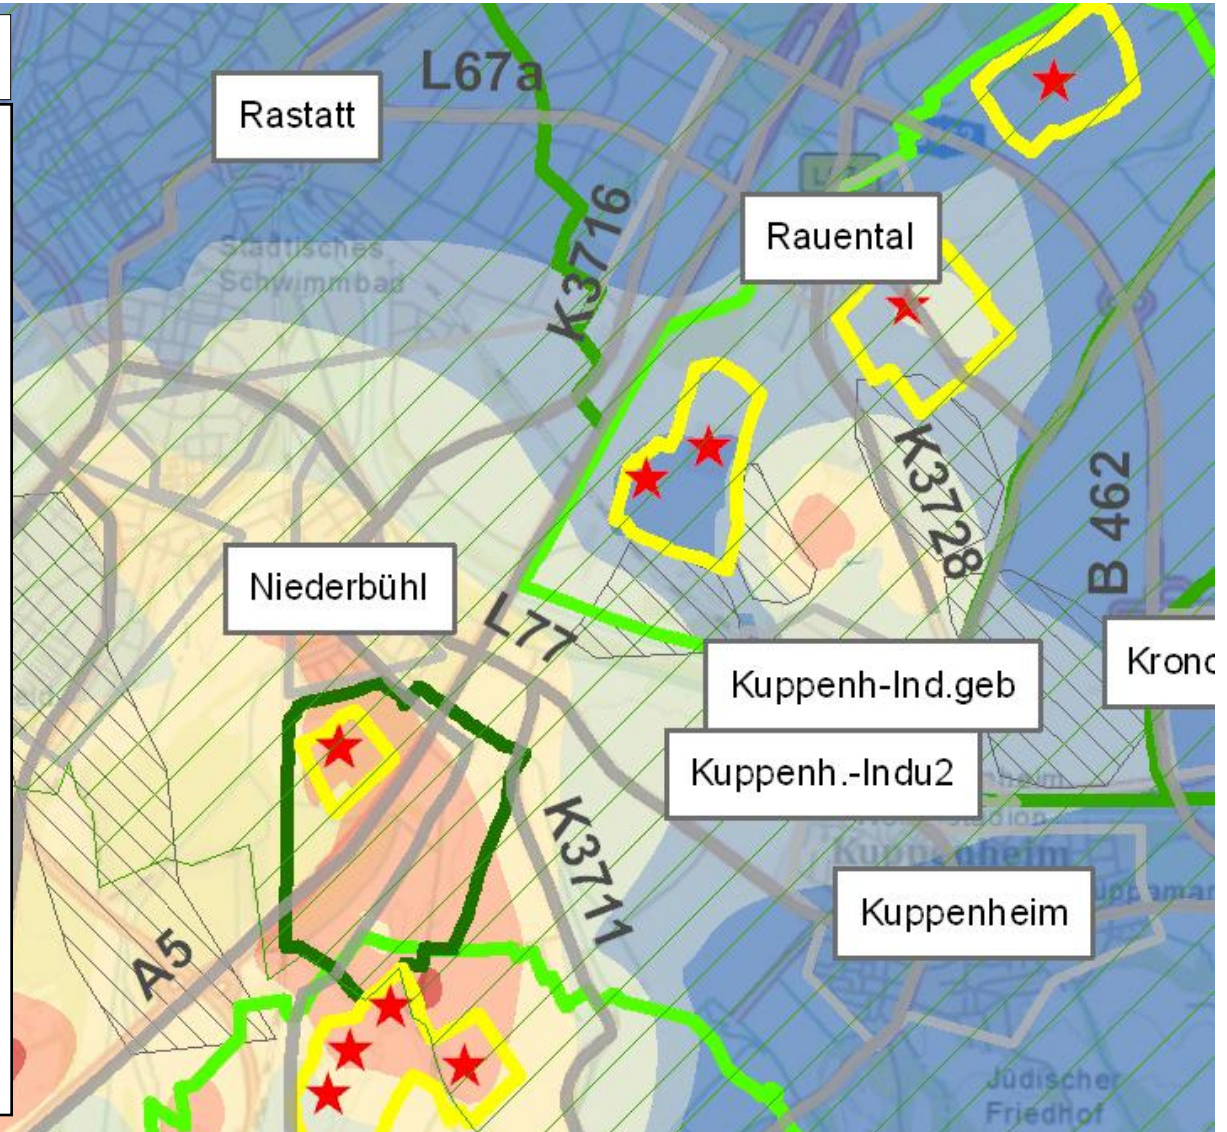 L67a
Rastatt
K3716
Rauental
Städtisches
Schwimmbad
K3728
B 462
Niederbühl
L77
Kuppenh-Ind.geb
Kuppenh.-Indu2
Kuppenheim
Kuppenheim
K3711
A5
Jüdischer
Friedhof